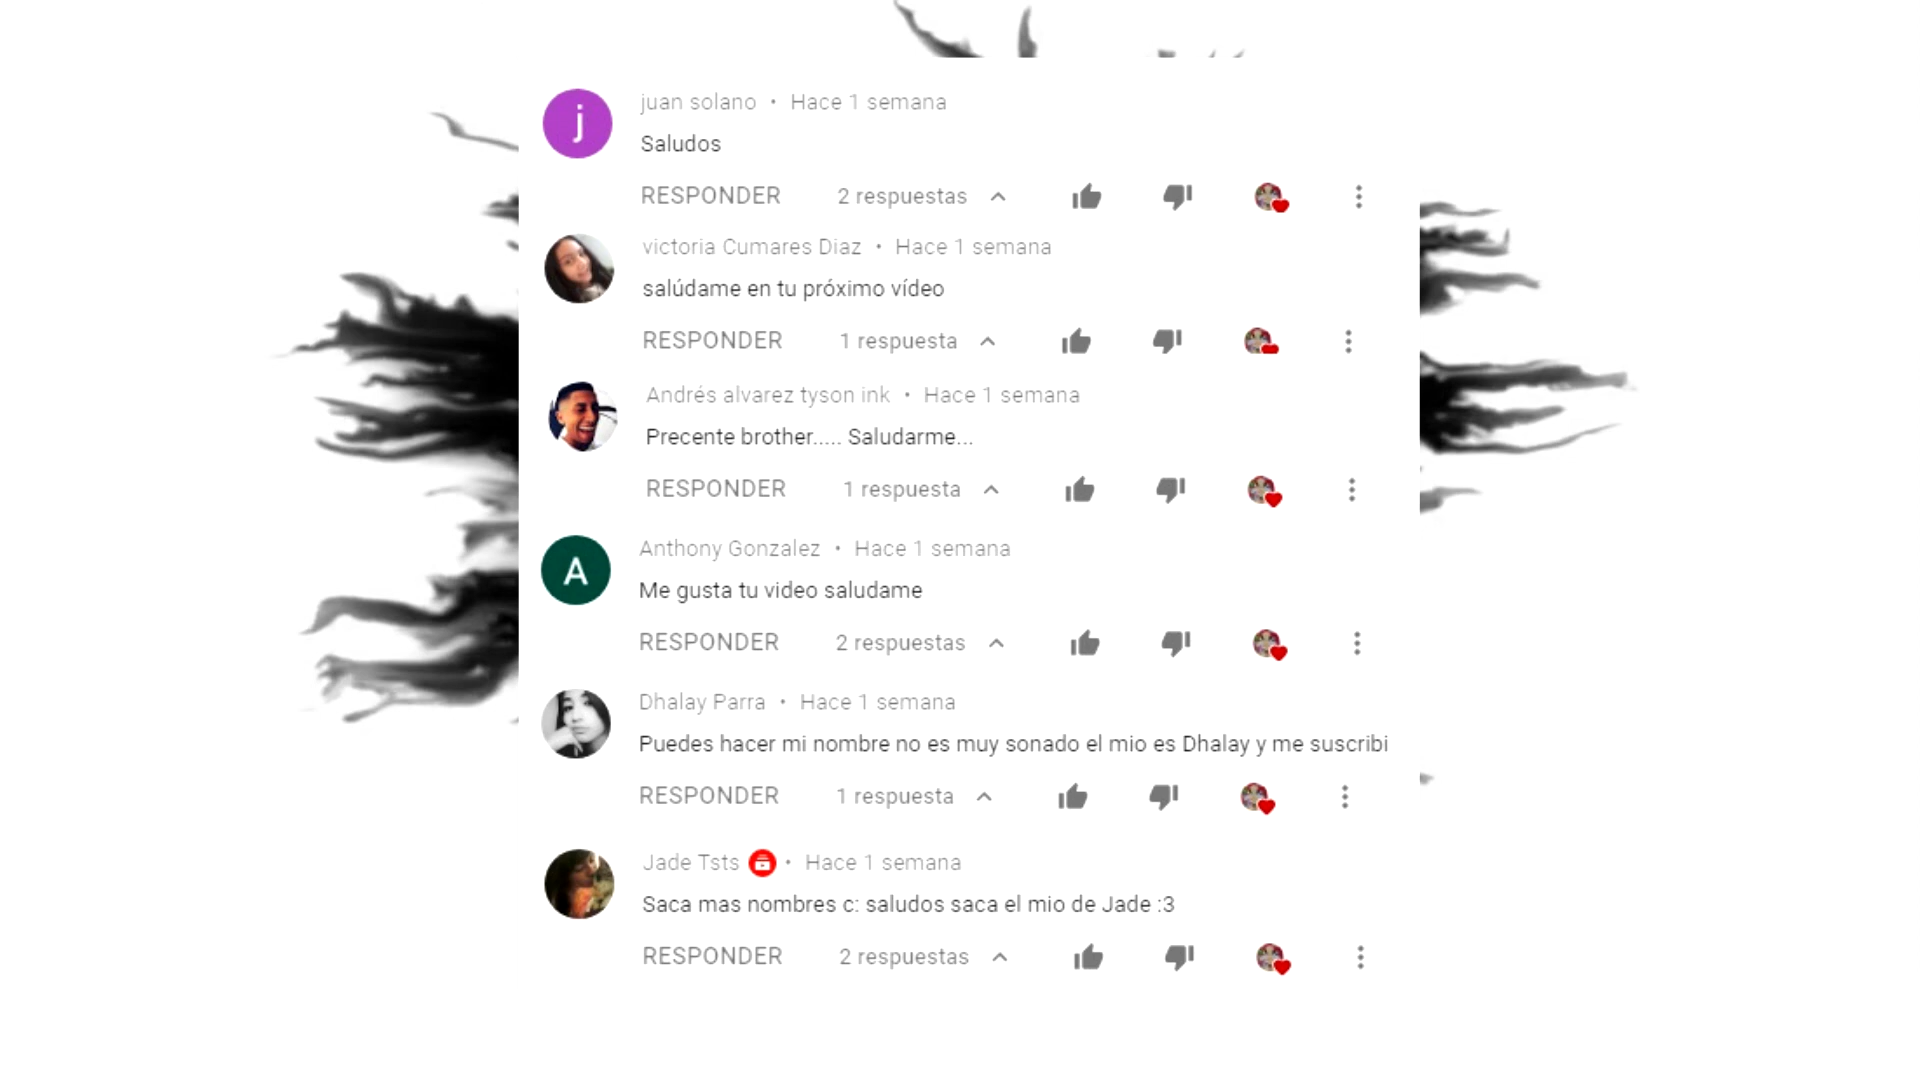 j
juan solano • Hace 1 semana
Saludos
RESPONDER 2 respuestas
victoria Cumares Diaz • Hace 1 semana
salúdame en tu próximo vídeo
RESPONDER 1 respuesta
Andrés alvarez tyson ink • Hace 1 semana
Precente brother..... Saludarme...
RESPONDER 1 respuesta
A
Anthony Gonzalez • Hace 1 semana
Me gusta tu video saludame
RESPONDER 2 respuestas
Dhalay Parra • Hace 1 semana
Puedes hacer mi nombre no es muy sonado el mio es Dhalay y me suscribi
RESPONDER 1 respuesta
Jade Tsts • Hace 1 semana
Saca mas nombres c: saludos saca el mio de Jade :3
RESPONDER 2 respuestas